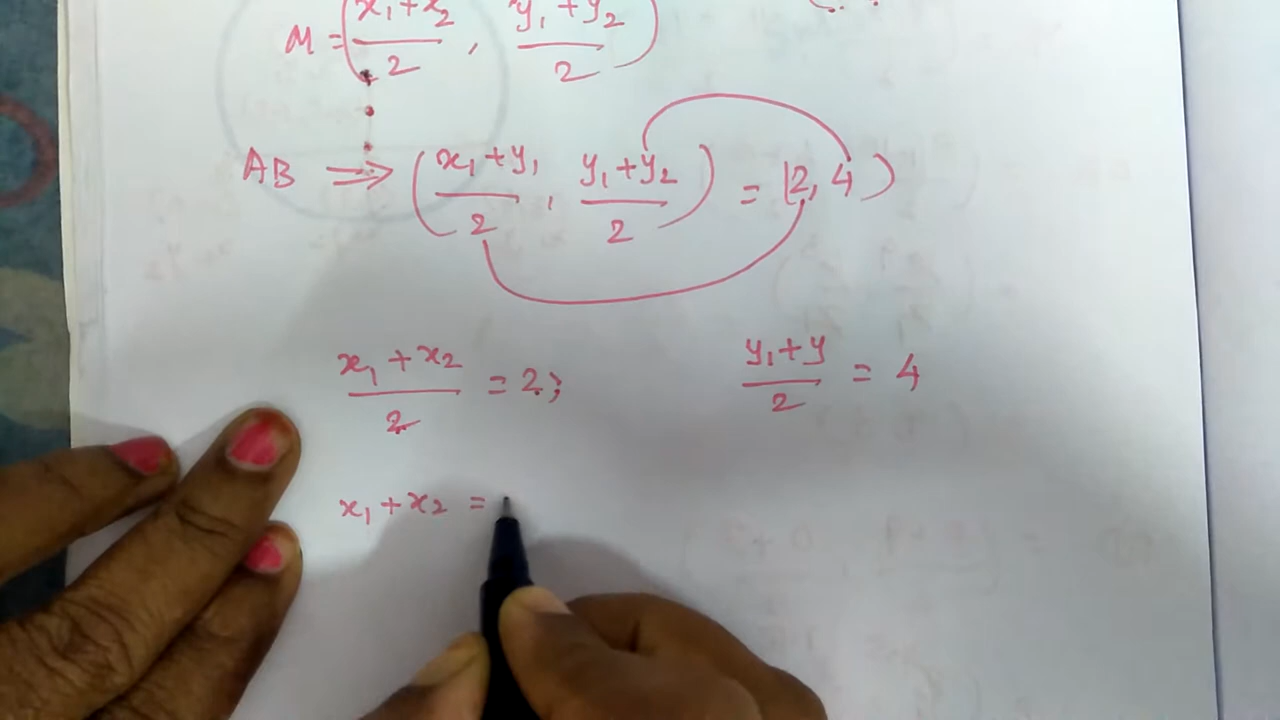 M = (x₁+x₂/2, y₁+y₂/2)
AB ⇒ (x₁+y₁/2, y₁+y₂/2) = (2, 4)
x₁+x₂/2 = 2; y₁+y/2 = 4
x₁+x₂ =